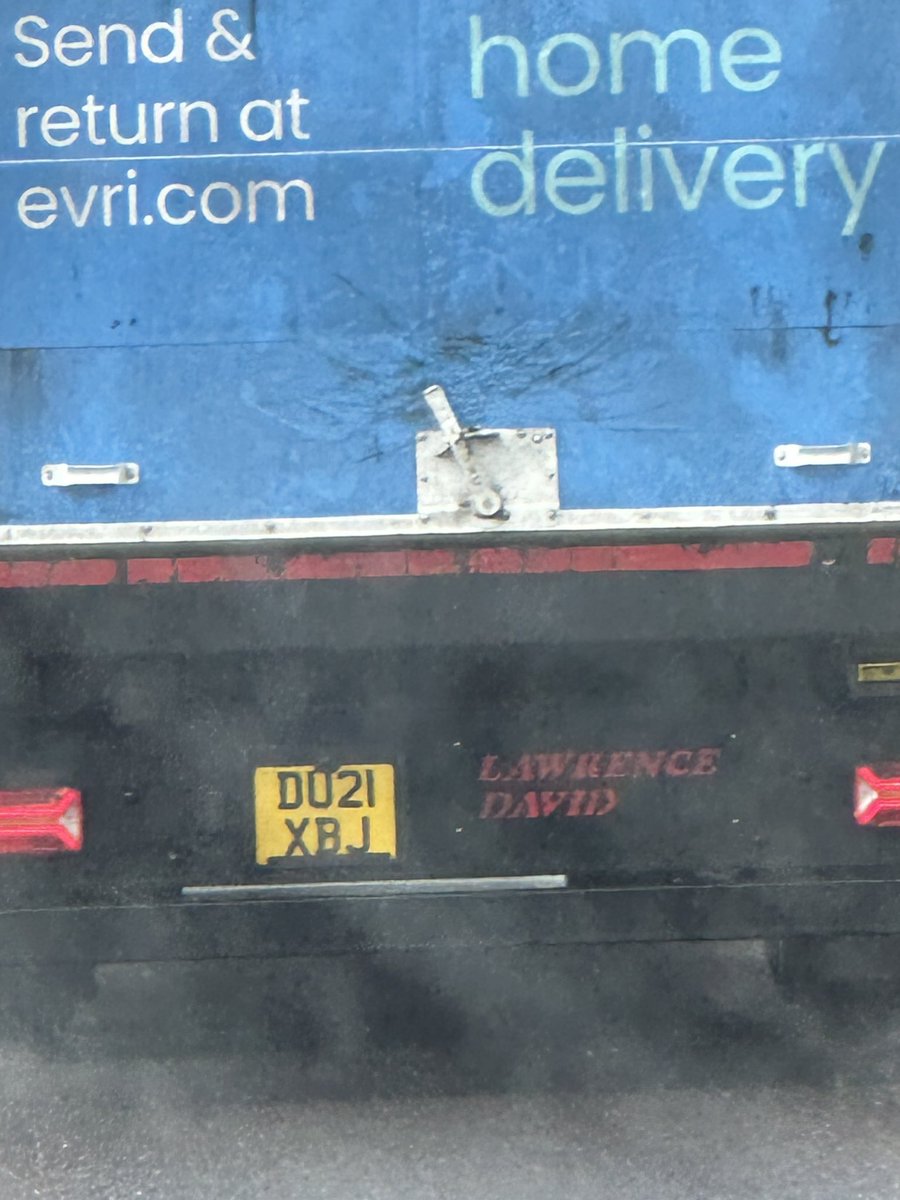 Send &
return at
evri.com
home
delivery
DU21
XBJ
LAWRENCE
DAVID